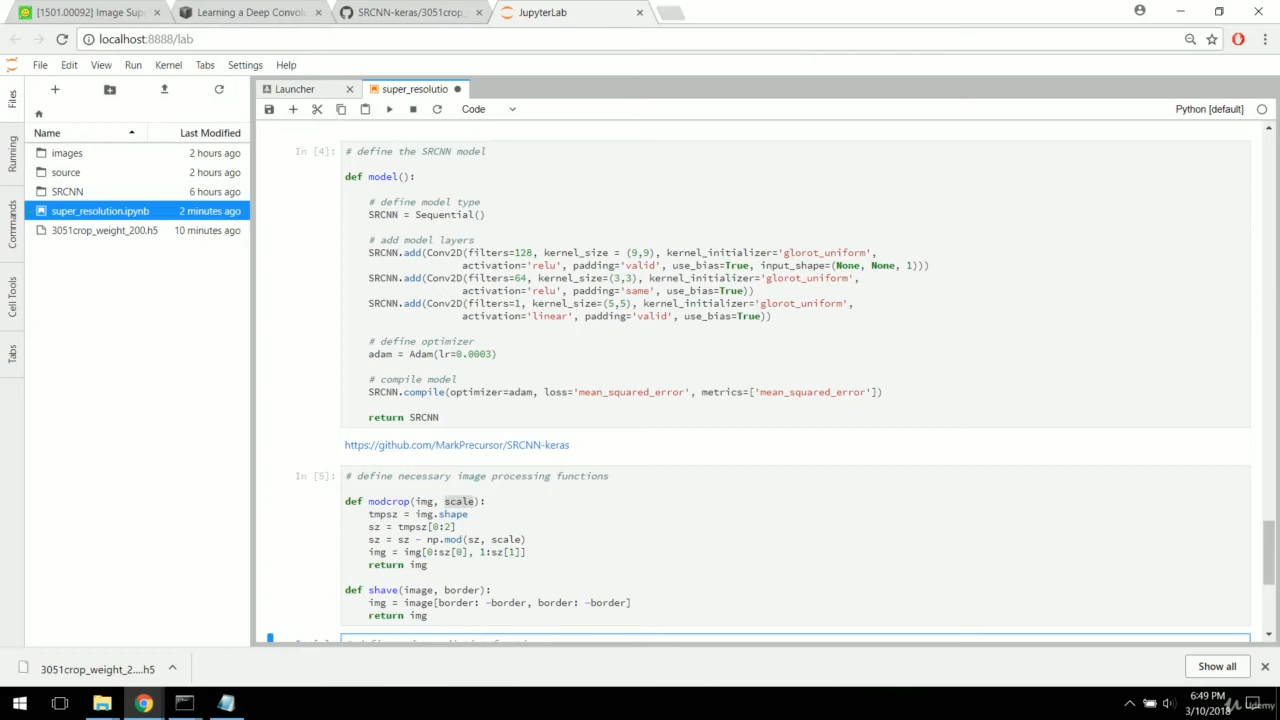 [1501.00092] Image Sup
Learning a Deep Convol
SRCNN-keras/3051crop_
JupyterLab
localhost:8888/lab
File Edit View Run Kernel Tabs Settings Help
Files
Running
Commands
Cell Tools
Tabs
Name Last Modified
images 2 hours ago
source 2 hours ago
SRCNN 6 hours ago
super_resolution.ipynb 2 minutes ago
3051crop_weight_200.h5 10 minutes ago
Launcher
super_resolutio
Code
Python [default]
In [4]:
# define the SRCNN model
def model():
# define model type
SRCNN = Sequential()
# add model layers
SRCNN.add(Conv2D(filters=128, kernel_size = (9,9), kernel_initializer='glorot_uniform',
activation='relu', padding='valid', use_bias=True, input_shape=(None, None, 1)))
SRCNN.add(Conv2D(filters=64, kernel_size=(3,3), kernel_initializer='glorot_uniform',
activation='relu', padding='same', use_bias=True))
SRCNN.add(Conv2D(filters=1, kernel_size=(5,5), kernel_initializer='glorot_uniform',
activation='linear', padding='valid', use_bias=True))
# define optimizer
adam = Adam(lr=0.0003)
# compile model
SRCNN.compile(optimizer=adam, loss='mean_squared_error', metrics=['mean_squared_error'])
return SRCNN
https://github.com/MarkPrecursor/SRCNN-keras
In [5]:
# define necessary image processing functions
def modcrop(img, scale):
tmpsz = img.shape
sz = tmpsz[0:2]
sz = sz - np.mod(sz, scale)
img = img[0:sz[0], 1:sz[1]]
return img
def shave(image, border):
img = image[border: -border, border: -border]
return img
3051crop_weight_2....h5
Show all
6:49 PM
3/10/2018
Udemy